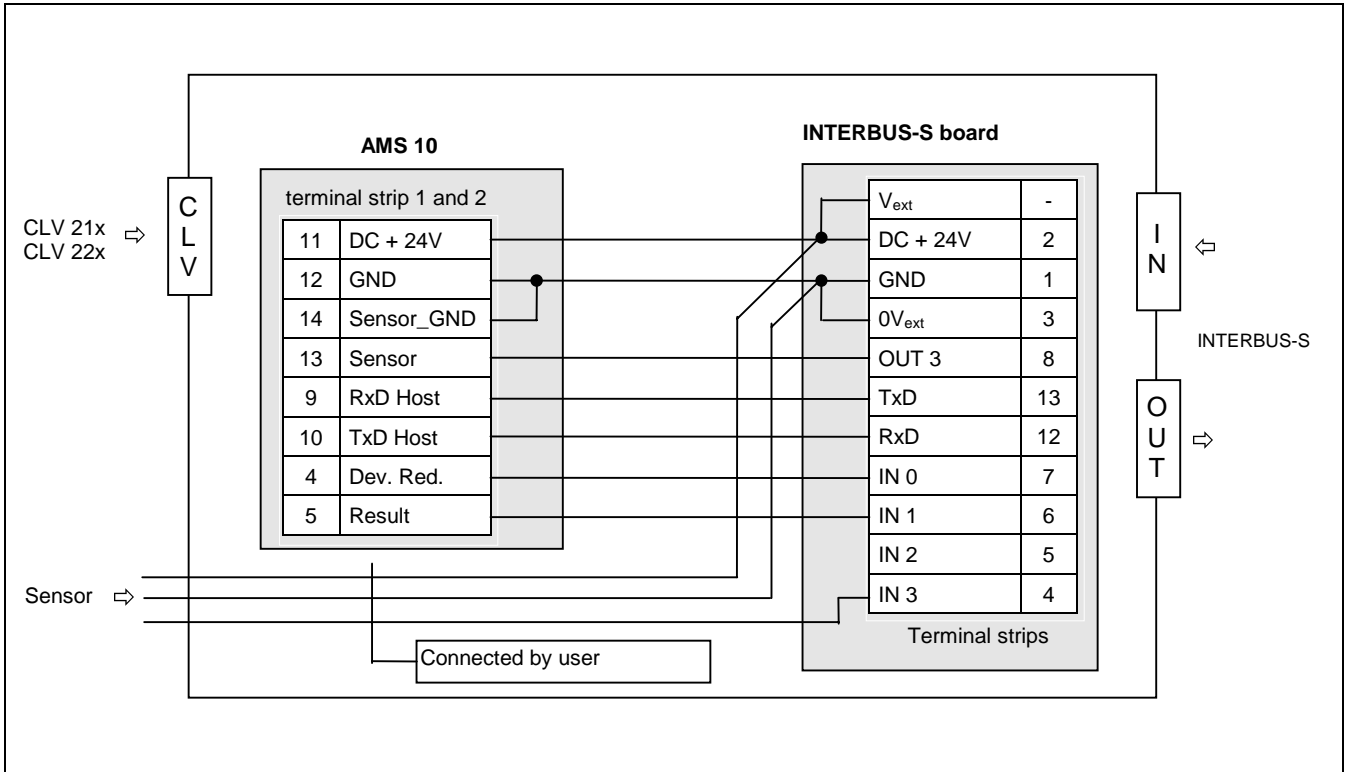 AMS 10
INTERBUS-S board
CLV 21x
CLV 22x
CLV
terminal strip 1 and 2
11 DC + 24V
12 GND
14 Sensor_GND
13 Sensor
9 RxD Host
10 TxD Host
4 Dev. Red.
5 Result
Vext -
DC + 24V 2
GND 1
0Vext 3
OUT 3 8
TxD 13
RxD 12
IN 0 7
IN 1 6
IN 2 5
IN 3 4
Terminal strips
IN
INTERBUS-S
OUT
Sensor
Connected by user